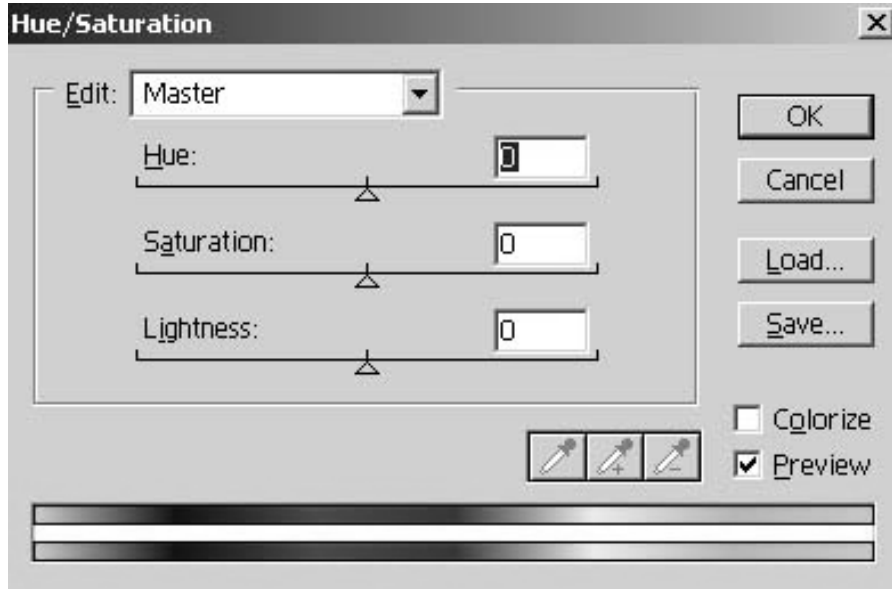 Hue/Saturation
Edit: Master
OK
Hue: 0
Cancel
Saturation: 0
Load...
Lightness: 0
Save...
Colorize
Preview